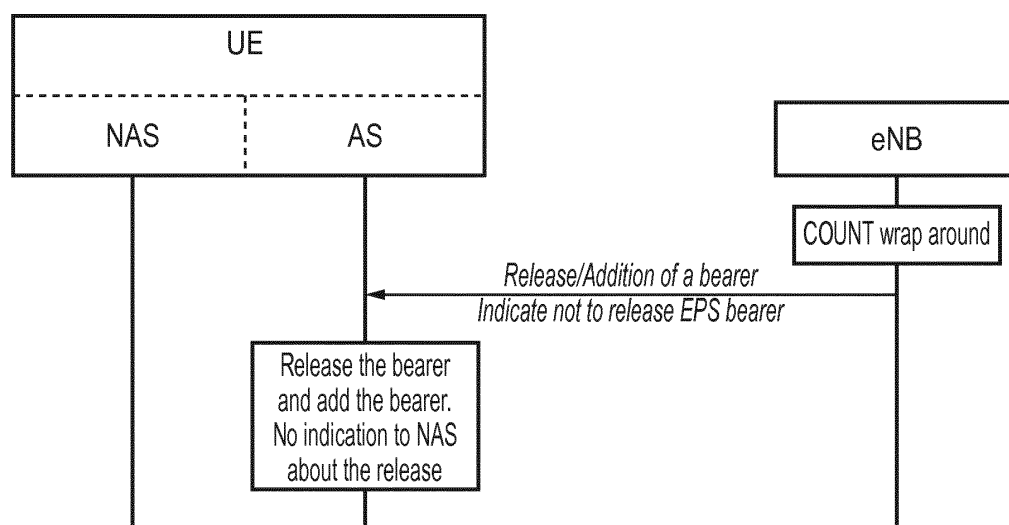 UE
NAS
AS
eNB
COUNT wrap around
Release/Addition of a bearer
Indicate not to release EPS bearer
Release the bearer
and add the bearer.
No indication to NAS
about the release